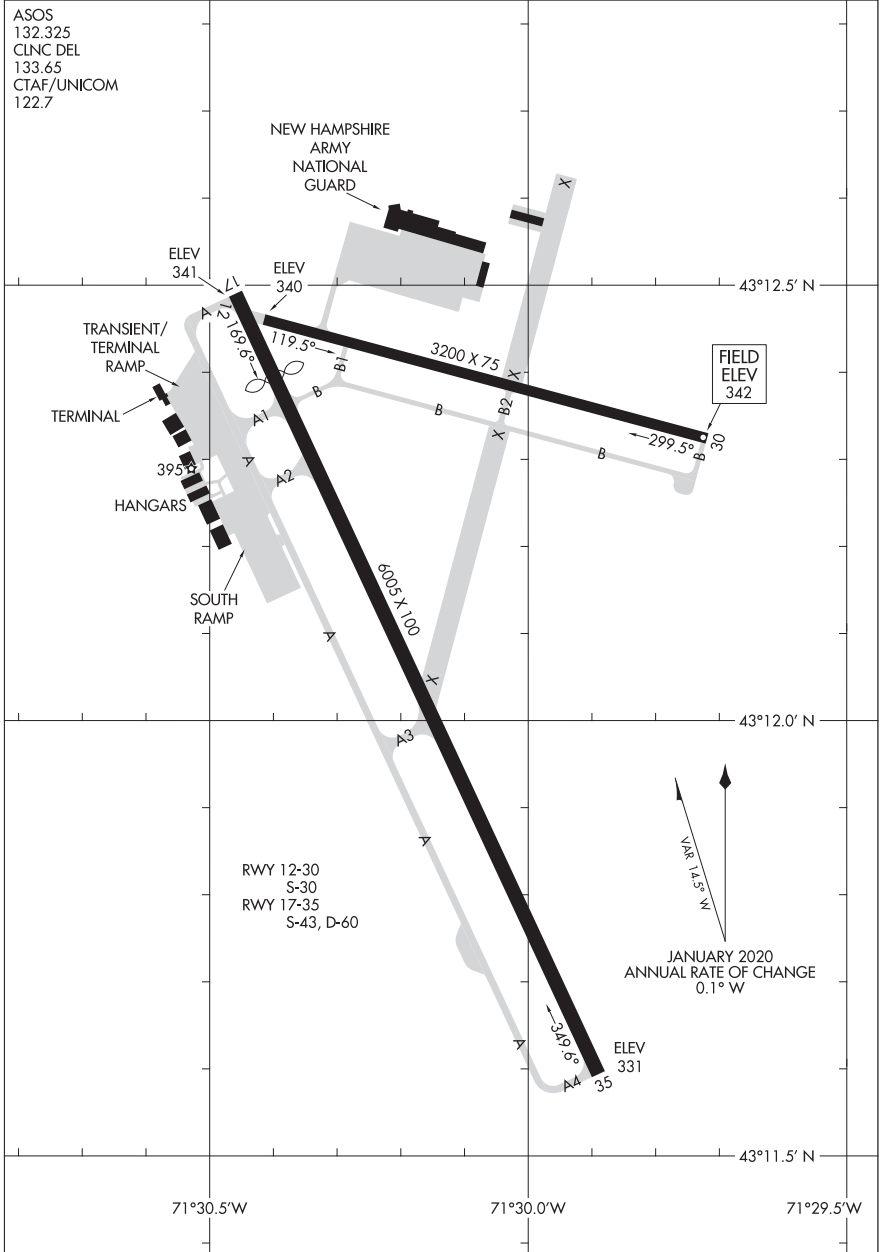 ASOS
132.325
CLNC DEL
133.65
CTAF/UNICOM
122.7
NEW HAMPSHIRE
ARMY
NATIONAL
GUARD
X
ELEV
341
17
ELEV
340
43°12.5' N
A
12
169.6°
119.5°
B1
3200 X 75
X
FIELD
ELEV
342
TRANSIENT/
TERMINAL
RAMP
TERMINAL
B
B
B2
X
299.5°
30
B
B
A1
A
A2
395
HANGARS
SOUTH
RAMP
6005 X 100
A
X
A3
43°12.0' N
A
VAR 14.5° W
RWY 12-30
S-30
RWY 17-35
S-43, D-60
JANUARY 2020
ANNUAL RATE OF CHANGE
0.1° W
A
349.6°
ELEV
331
A4
35
43°11.5' N
71°30.5'W
71°30.0'W
71°29.5'W